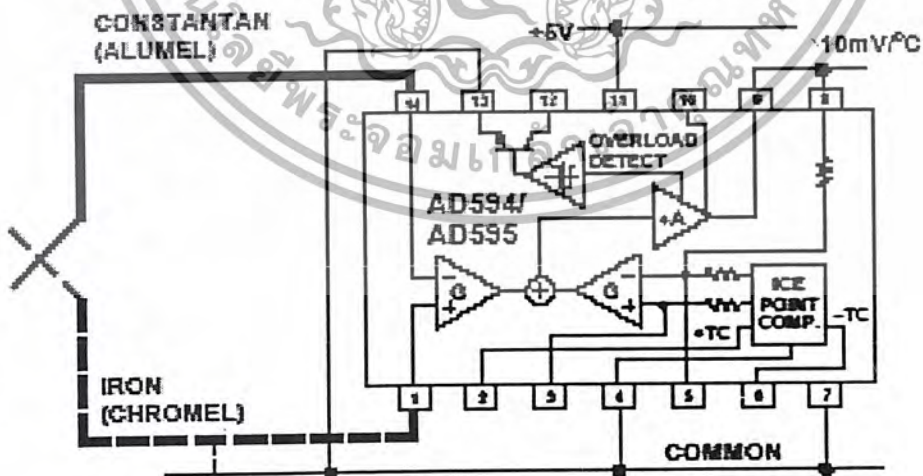 CONSTANTAN
(ALUMEL)
+5V
10mV/°C
14 13 12 11 10 9 8
OVERLOAD
DETECT
AD594/
AD595
+A
G
G
ICE
POINT
COMP.
+TC
-TC
IRON
(CHROMEL)
1 2 3 4 5 6 7
COMMON